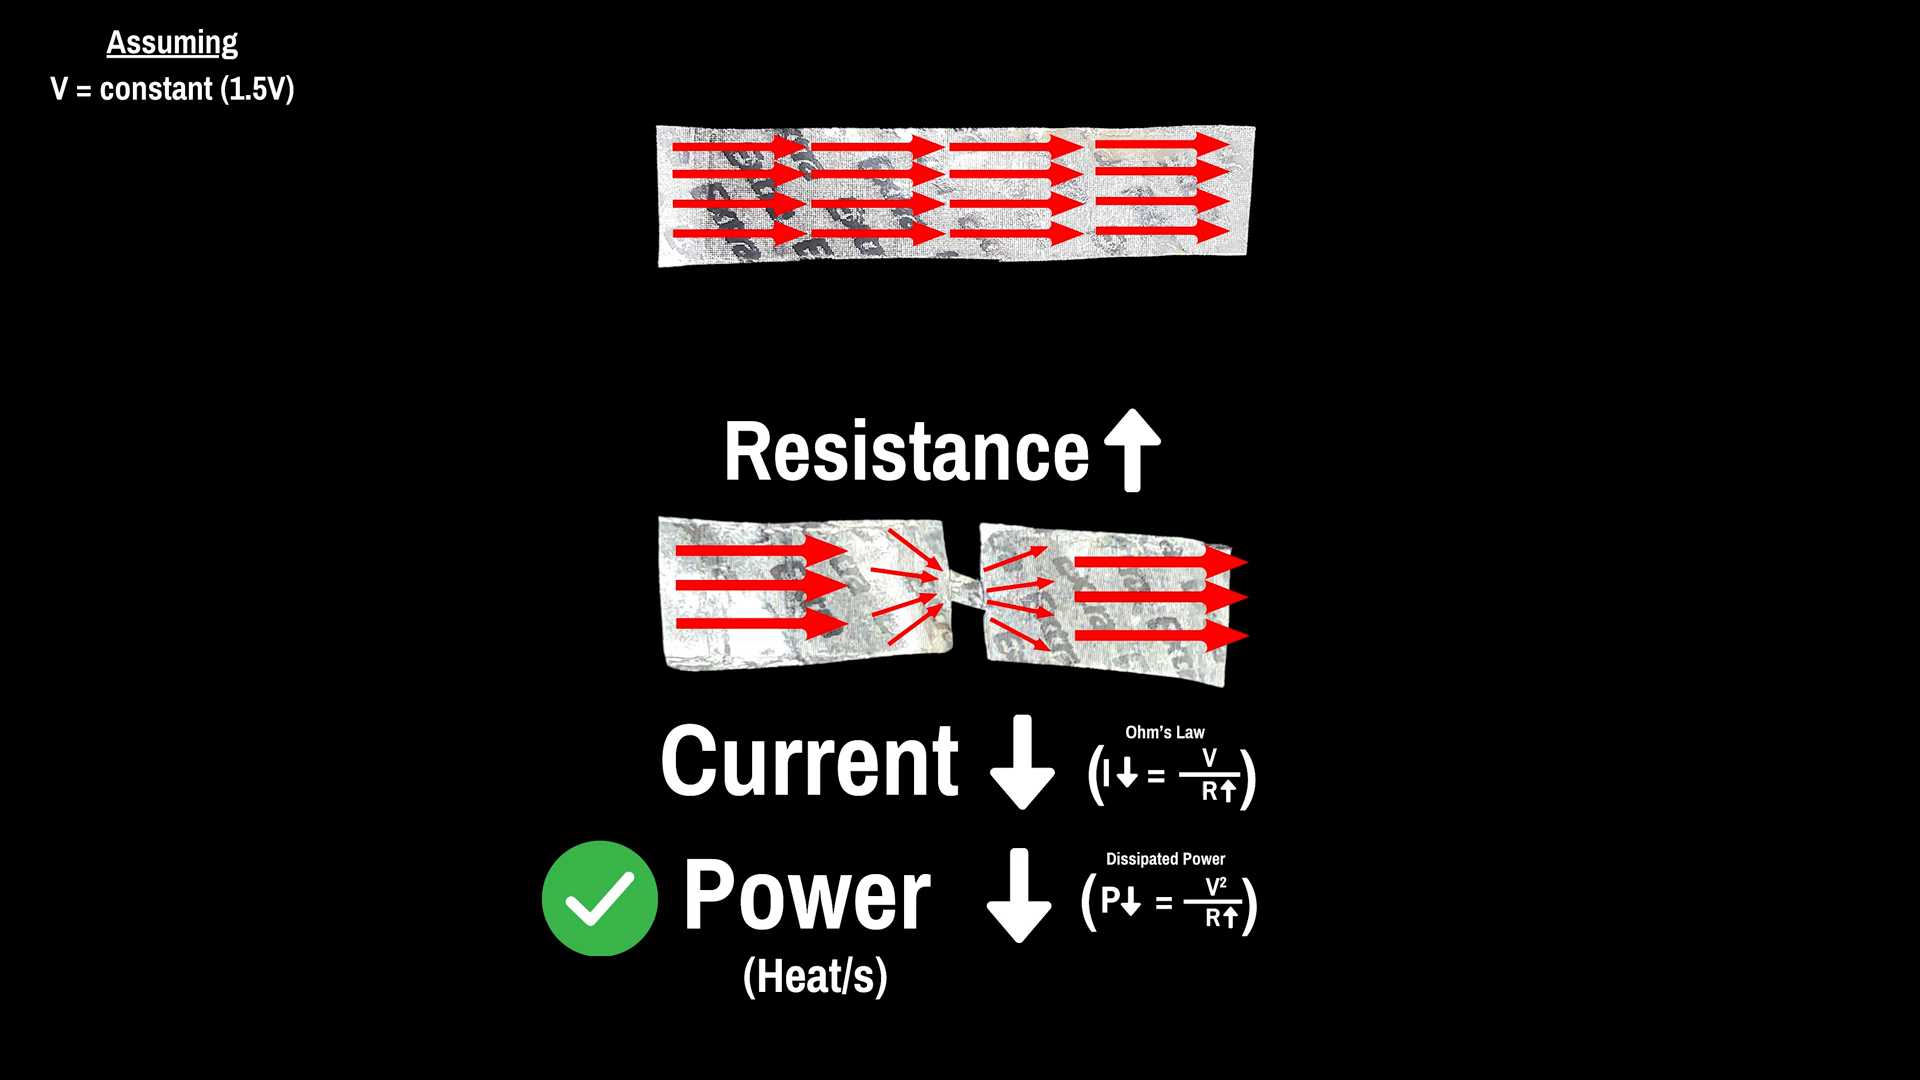 Assuming
V = constant (1.5V)
Resistance ↑
Current ↓
Ohm's Law
(I↓ = V / R↑)
Power ↓
(Heat/s)
Dissipated Power
(P↓ = V² / R↑)